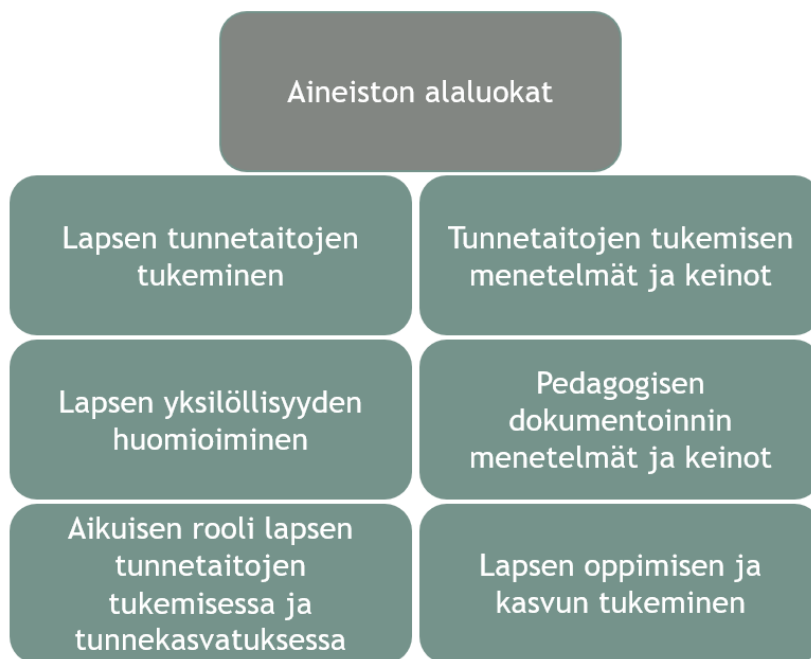 Aineiston alaluokat
Lapsen tunnetaitojen
tukeminen
Tunnetaitojen tukemisen
menetelmät ja keinot
Lapsen yksilöllisyyden
huomioiminen
Pedagogisen
dokumentoinnin
menetelmät ja keinot
Aikuisen rooli lapsen
tunnetaitojen
tukemisessa ja
tunnekasvatuksessa
Lapsen oppimisen ja
kasvun tukeminen